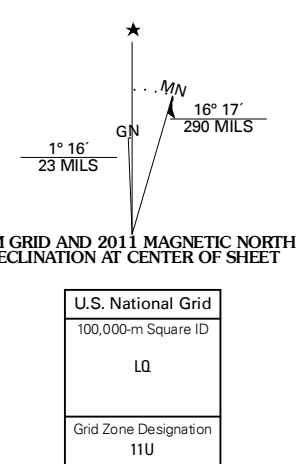 ★
MN
GN
16° 17´
290 MILS
1° 16´
23 MILS
M GRID AND 2011 MAGNETIC NORTH
ECLINATION AT CENTER OF SHEET
U.S. National Grid
100,000-m Square ID
LQ
Grid Zone Designation
11U